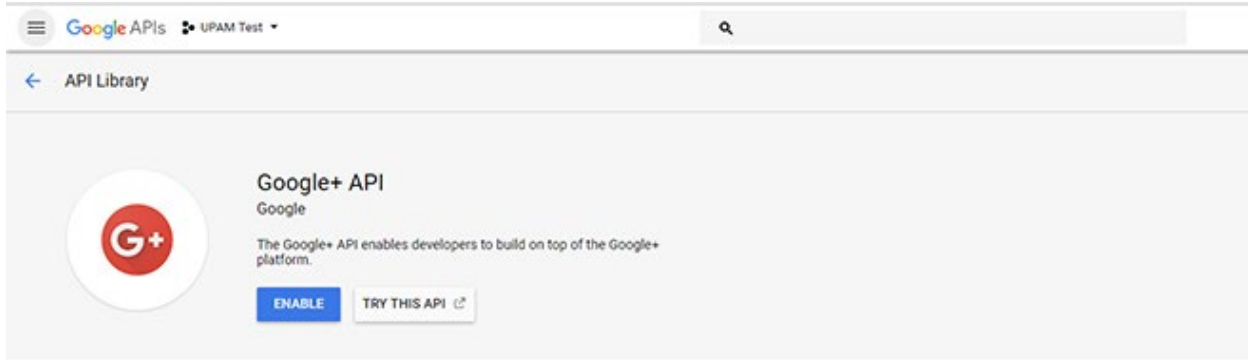 Google APIs UPAM Test
API Library
Google+ API
Google
The Google+ API enables developers to build on top of the Google+
platform.
G+
ENABLE TRY THIS API